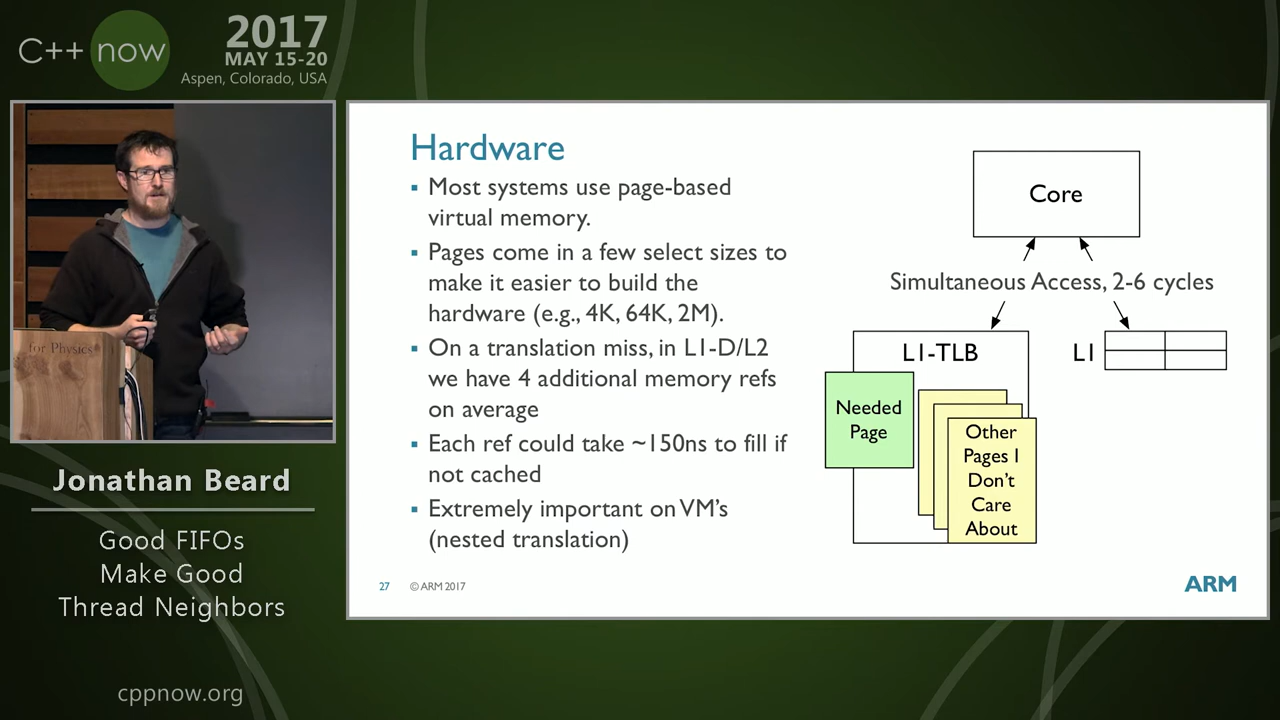 C++ now
2017
MAY 15-20
Aspen, Colorado, USA
for Physics
Jonathan Beard
Good FIFOs
Make Good
Thread Neighbors
cppnow.org
Hardware
▪ Most systems use page-based
virtual memory.
▪ Pages come in a few select sizes to
make it easier to build the
hardware (e.g., 4K, 64K, 2M).
▪ On a translation miss, in L1-D/L2
we have 4 additional memory refs
on average
▪ Each ref could take ~150ns to fill if
not cached
▪ Extremely important on VM's
(nested translation)
Core
Simultaneous Access, 2-6 cycles
L1-TLB
L1
Needed
Page
Other
Pages I
Don't
Care
About
27 © ARM 2017
ARM